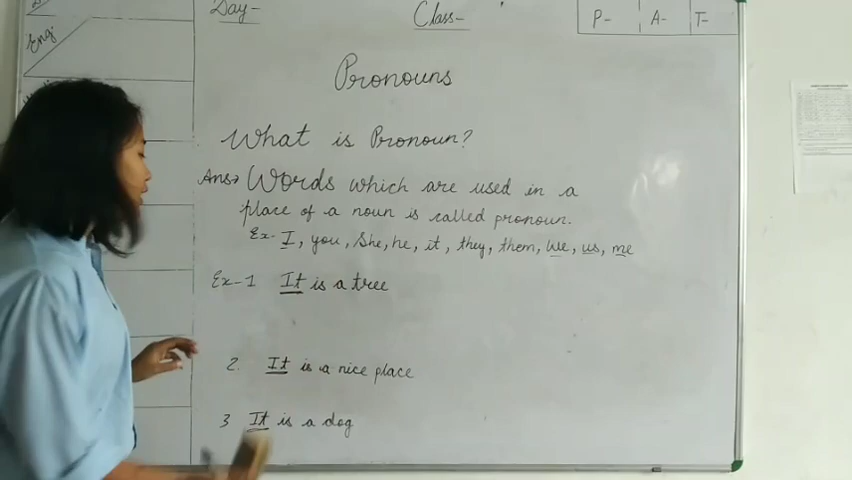 Day-
Class-
P- A- T-
Eng:
Pronouns
What is Pronoun?
Ans→ Words which are used in a
place of a noun is called pronoun.
Ex- I, you, She, he, it, they, them, we, us, me
Ex-1 It is a tree
2. It is a nice place
3 It is a dog